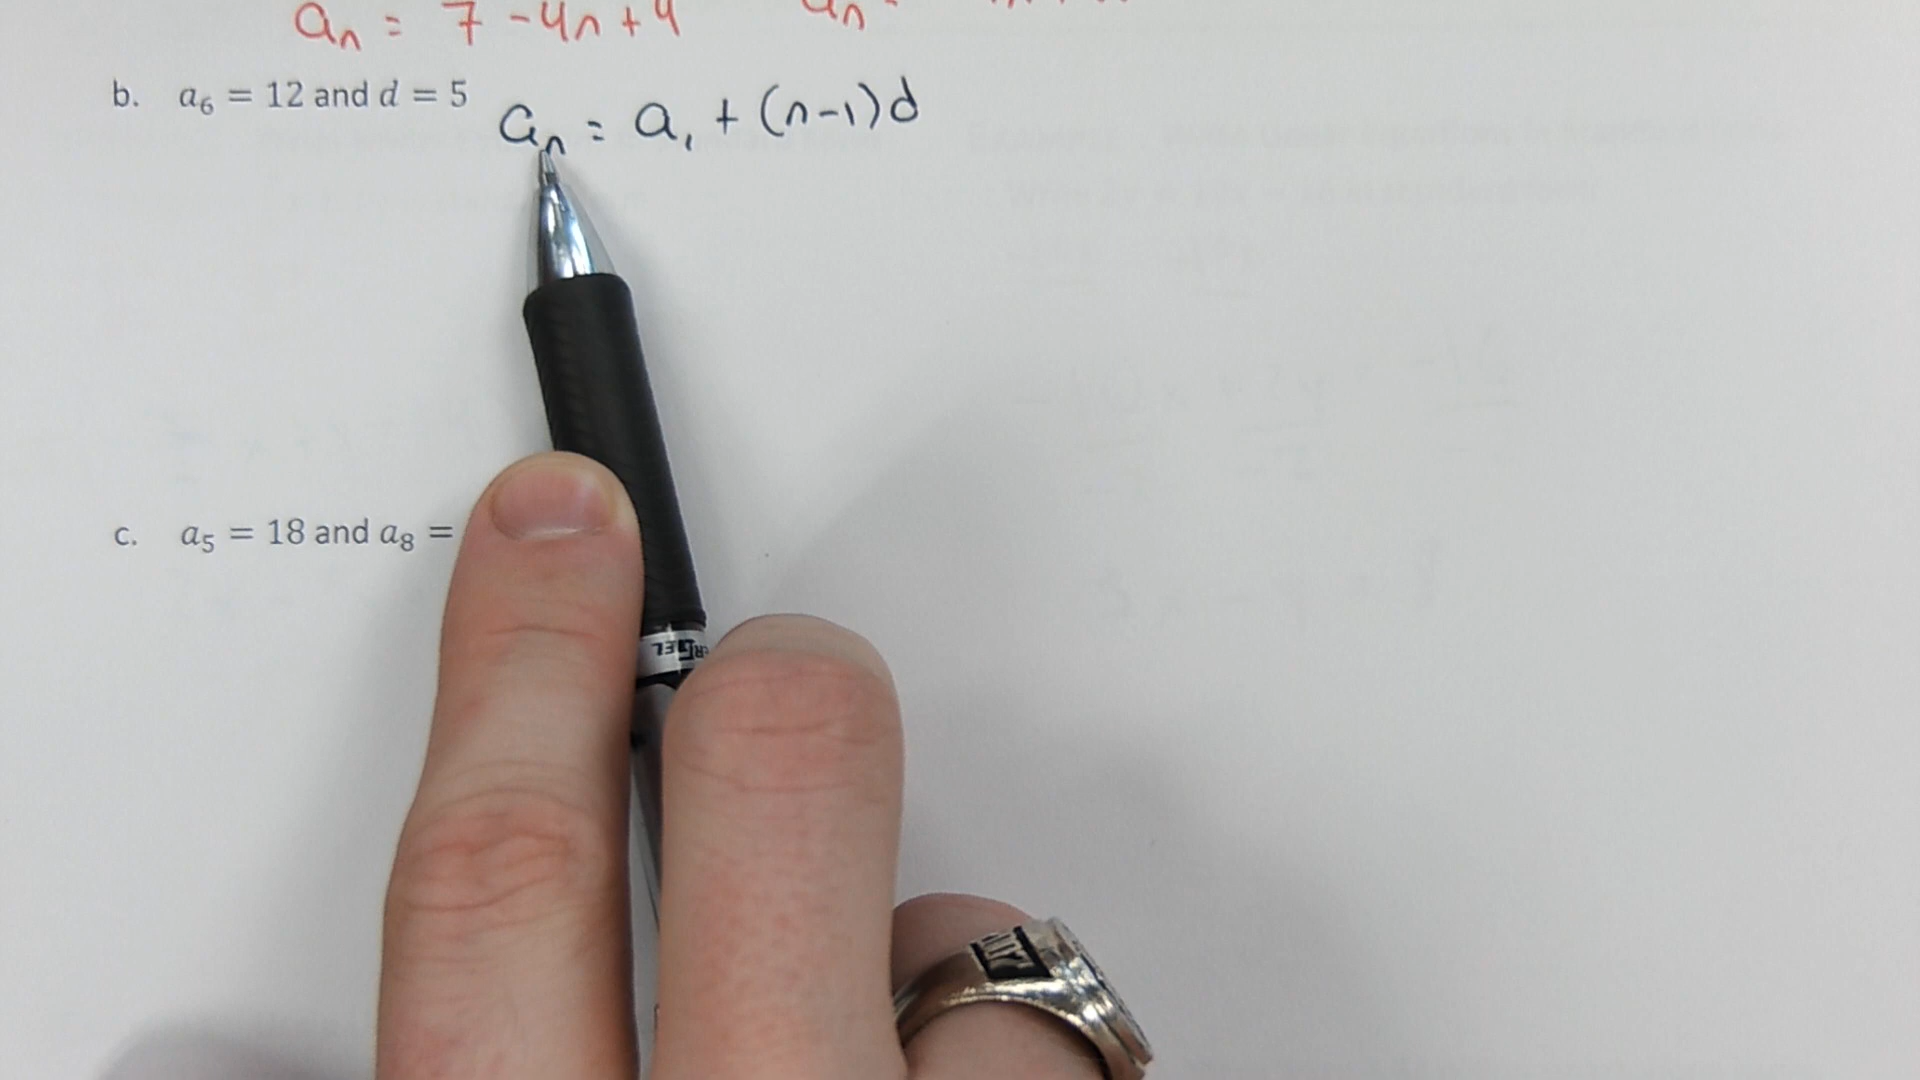 aₙ = 7 - 4n + 4
b. a₆ = 12 and d = 5
aₙ = a₁ + (n-1)d
c. a₅ = 18 and a₈ =